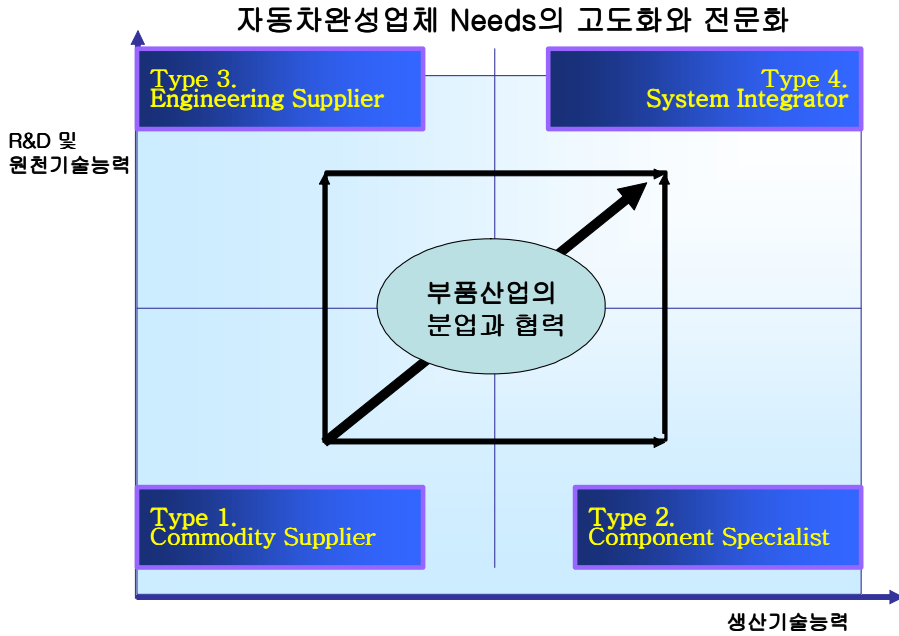 자동차완성업체 Needs의 고도화와 전문화
Type 3.
Engineering Supplier
Type 4.
System Integrator
R&D 및
원천기술능력
부품산업의
분업과 협력
Type 1.
Commodity Supplier
Type 2.
Component Specialist
생산기술능력